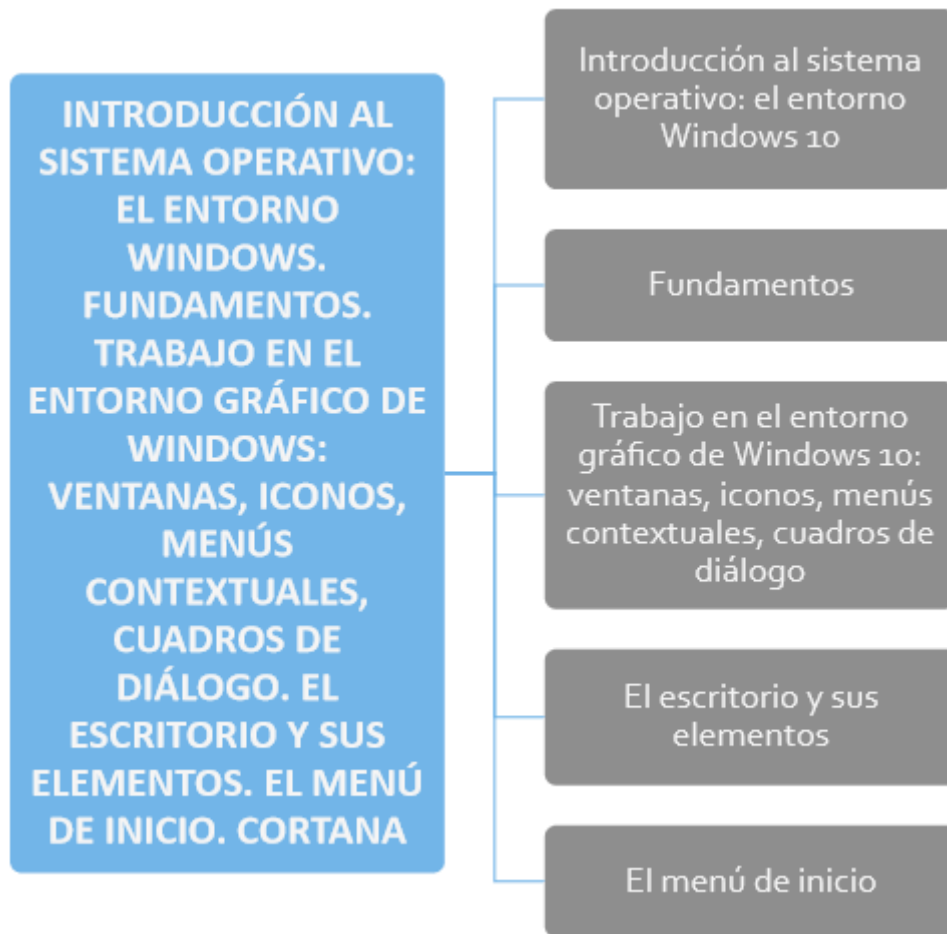 INTRODUCCIÓN AL
SISTEMA OPERATIVO:
EL ENTORNO
WINDOWS.
FUNDAMENTOS.
TRABAJO EN EL
ENTORNO GRÁFICO DE
WINDOWS:
VENTANAS, ICONOS,
MENÚS
CONTEXTUALES,
CUADROS DE
DIÁLOGO. EL
ESCRITORIO Y SUS
ELEMENTOS. EL MENÚ
DE INICIO. CORTANA
Introducción al sistema
operativo: el entorno
Windows 10
Fundamentos
Trabajo en el entorno
gráfico de Windows 10:
ventanas, iconos, menús
contextuales, cuadros de
diálogo
El escritorio y sus
elementos
El menú de inicio